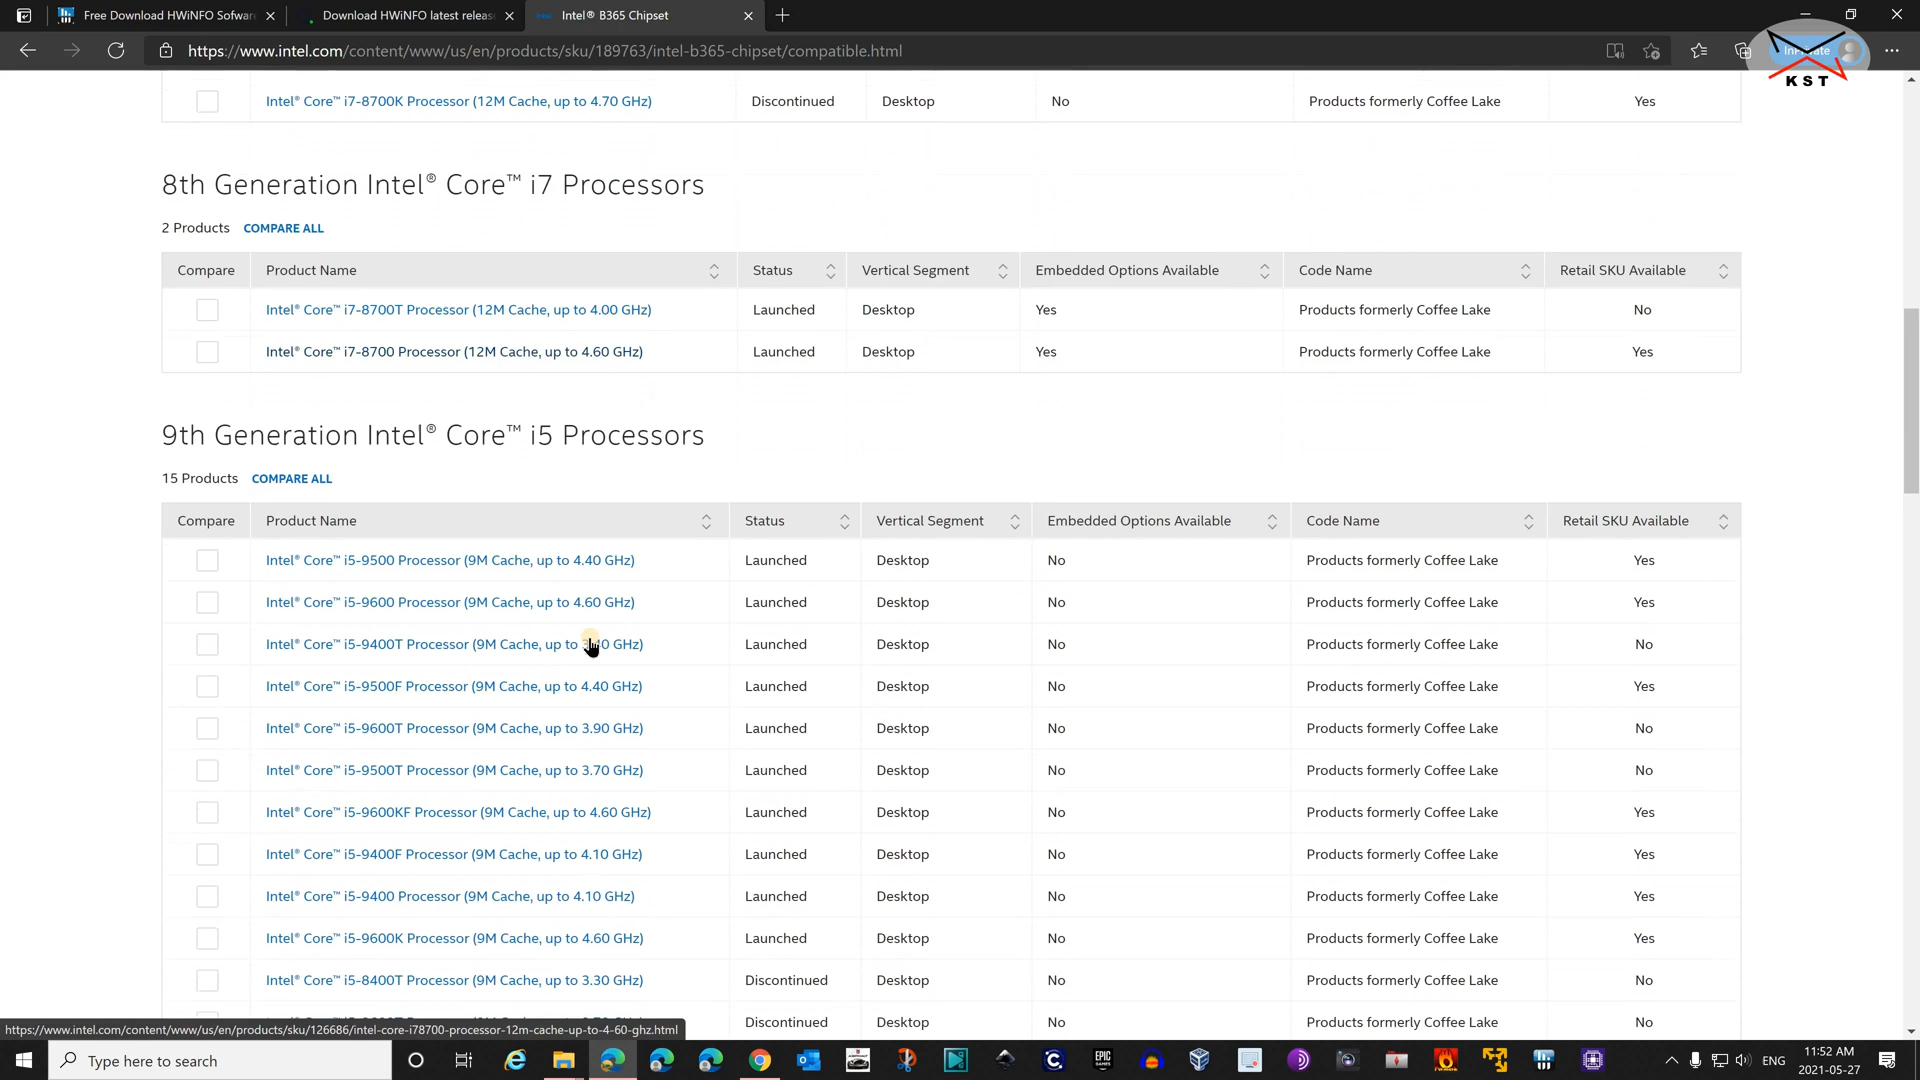 Free Download HWiNFO Sofwar
Download HWiNFO latest releas
Intel® B365 Chipset
https://www.intel.com/content/www/us/en/products/sku/189763/intel-b365-chipset/compatible.html
InPrivate
KST
Intel® Core™ i7-8700K Processor (12M Cache, up to 4.70 GHz) Discontinued Desktop No Products formerly Coffee Lake Yes
8th Generation Intel® Core™ i7 Processors
2 Products COMPARE ALL
Compare Product Name Status Vertical Segment Embedded Options Available Code Name Retail SKU Available
Intel® Core™ i7-8700T Processor (12M Cache, up to 4.00 GHz) Launched Desktop Yes Products formerly Coffee Lake No
Intel® Core™ i7-8700 Processor (12M Cache, up to 4.60 GHz) Launched Desktop Yes Products formerly Coffee Lake Yes
9th Generation Intel® Core™ i5 Processors
15 Products COMPARE ALL
Compare Product Name Status Vertical Segment Embedded Options Available Code Name Retail SKU Available
Intel® Core™ i5-9500 Processor (9M Cache, up to 4.40 GHz) Launched Desktop No Products formerly Coffee Lake Yes
Intel® Core™ i5-9600 Processor (9M Cache, up to 4.60 GHz) Launched Desktop No Products formerly Coffee Lake Yes
Intel® Core™ i5-9400T Processor (9M Cache, up to GHz) Launched Desktop No Products formerly Coffee Lake No
Intel® Core™ i5-9500F Processor (9M Cache, up to 4.40 GHz) Launched Desktop No Products formerly Coffee Lake Yes
Intel® Core™ i5-9600T Processor (9M Cache, up to 3.90 GHz) Launched Desktop No Products formerly Coffee Lake No
Intel® Core™ i5-9500T Processor (9M Cache, up to 3.70 GHz) Launched Desktop No Products formerly Coffee Lake No
Intel® Core™ i5-9600KF Processor (9M Cache, up to 4.60 GHz) Launched Desktop No Products formerly Coffee Lake Yes
Intel® Core™ i5-9400F Processor (9M Cache, up to 4.10 GHz) Launched Desktop No Products formerly Coffee Lake Yes
Intel® Core™ i5-9400 Processor (9M Cache, up to 4.10 GHz) Launched Desktop No Products formerly Coffee Lake Yes
Intel® Core™ i5-9600K Processor (9M Cache, up to 4.60 GHz) Launched Desktop No Products formerly Coffee Lake Yes
Intel® Core™ i5-8400T Processor (9M Cache, up to 3.30 GHz) Discontinued Desktop No Products formerly Coffee Lake No
Discontinued Desktop No Products formerly Coffee Lake No
https://www.intel.com/content/www/us/en/products/sku/126686/intel-core-i78700-processor-12m-cache-up-to-4-60-ghz.html
Type here to search
ENG
11:52 AM
2021-05-27